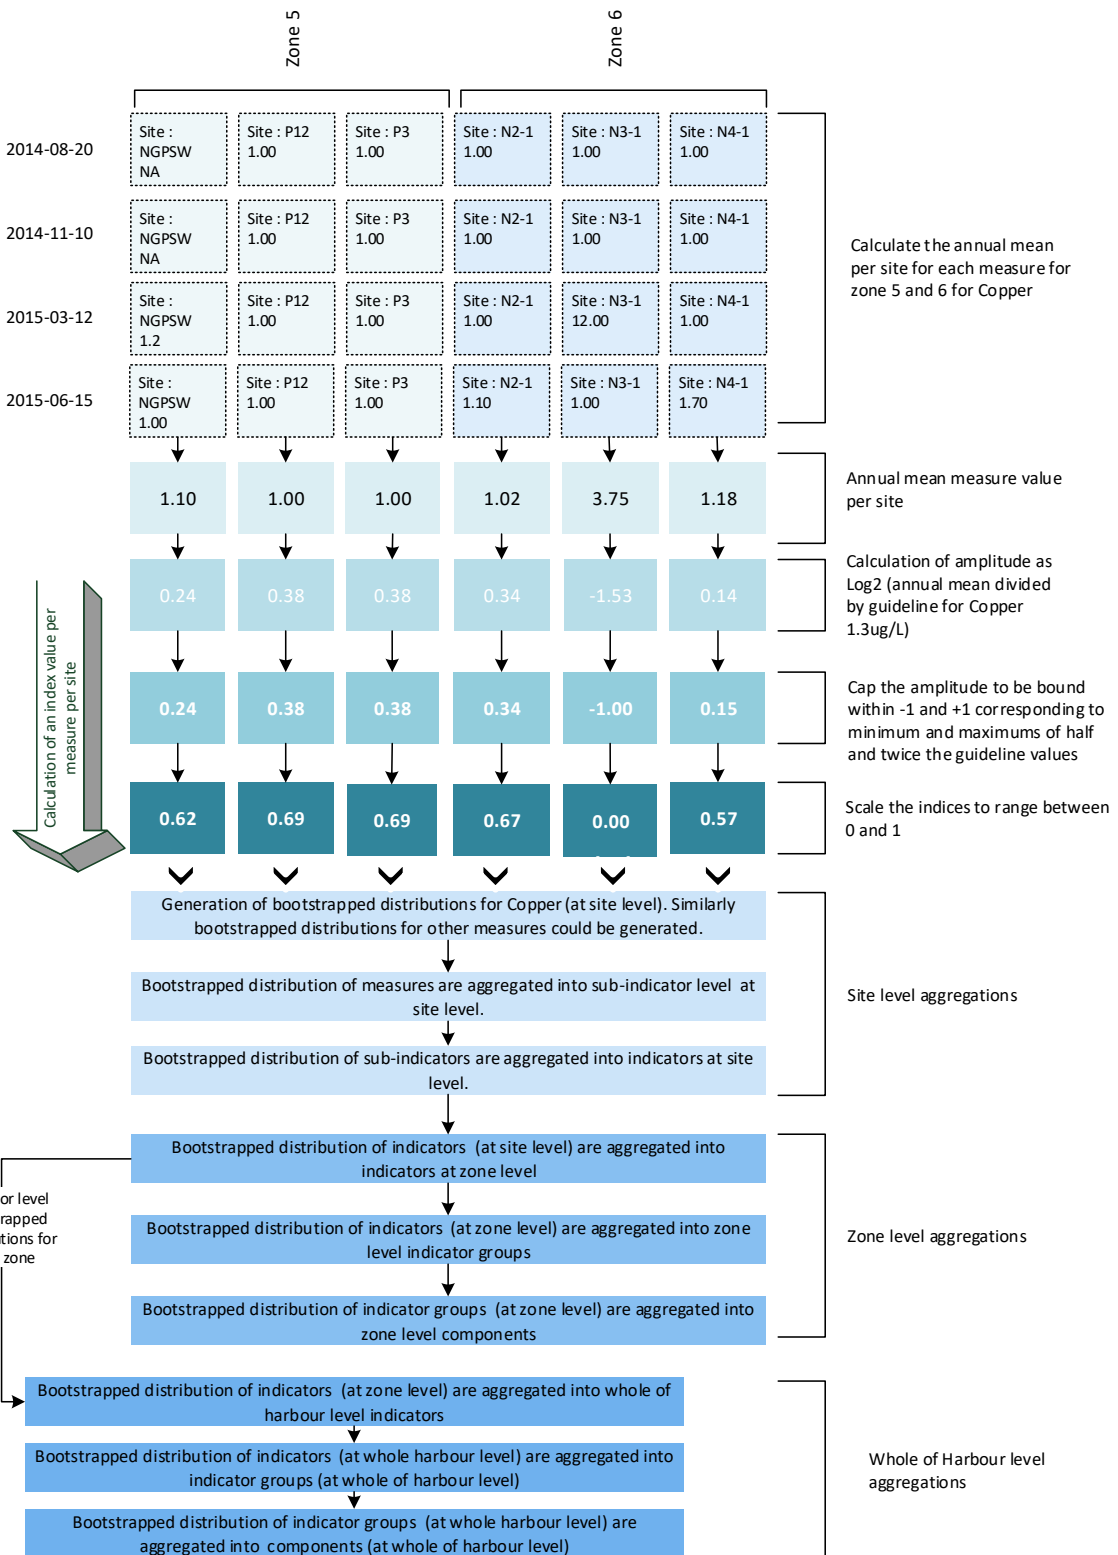 Zone 5
Zone 6
2014-08-20
Site :
NGPSW
NA
Site : P12
1.00
Site : P3
1.00
Site : N2-1
1.00
Site : N3-1
1.00
Site : N4-1
1.00
2014-11-10
Site :
NGPSW
NA
Site : P12
1.00
Site : P3
1.00
Site : N2-1
1.00
Site : N3-1
1.00
Site : N4-1
1.00
2015-03-12
Site :
NGPSW
1.2
Site : P12
1.00
Site : P3
1.00
Site : N2-1
1.00
Site : N3-1
12.00
Site : N4-1
1.00
2015-06-15
Site :
NGPSW
1.00
Site : P12
1.00
Site : P3
1.00
Site : N2-1
1.10
Site : N3-1
1.00
Site : N4-1
1.70
Calculate the annual mean
per site for each measure for
zone 5 and 6 for Copper
1.10 1.00 1.00 1.02 3.75 1.18
Annual mean measure value
per site
0.24 0.38 0.38 0.34 -1.53 0.14
Calculation of amplitude as
Log2 (annual mean divided
by guideline for Copper
1.3ug/L)
Calculation of an index value per
measure per site
0.24 0.38 0.38 0.34 -1.00 0.15
Cap the amplitude to be bound
within -1 and +1 corresponding to
minimum and maximums of half
and twice the guideline values
0.62 0.69 0.69 0.67 0.00 0.57
Scale the indices to range between
0 and 1
Generation of bootstrapped distributions for Copper (at site level). Similarly
bootstrapped distributions for other measures could be generated.
Bootstrapped distribution of measures are aggregated into sub-indicator level at
site level.
Bootstrapped distribution of sub-indicators are aggregated into indicators at site
level.
Site level aggregations
Bootstrapped distribution of indicators (at site level) are aggregated into
indicators at zone level
Bootstrapped distribution of indicators (at zone level) are aggregated into zone
level indicator groups
Bootstrapped distribution of indicator groups (at zone level) are aggregated into
zone level components
Zone level aggregations
or level
rapped
tions for
zone
Bootstrapped distribution of indicators (at zone level) are aggregated into whole of
harbour level indicators
Bootstrapped distribution of indicators (at whole harbour level) are aggregated into
indicator groups (at whole of harbour level)
Bootstrapped distribution of indicator groups (at whole harbour level) are
aggregated into components (at whole of harbour level)
Whole of Harbour level
aggregations